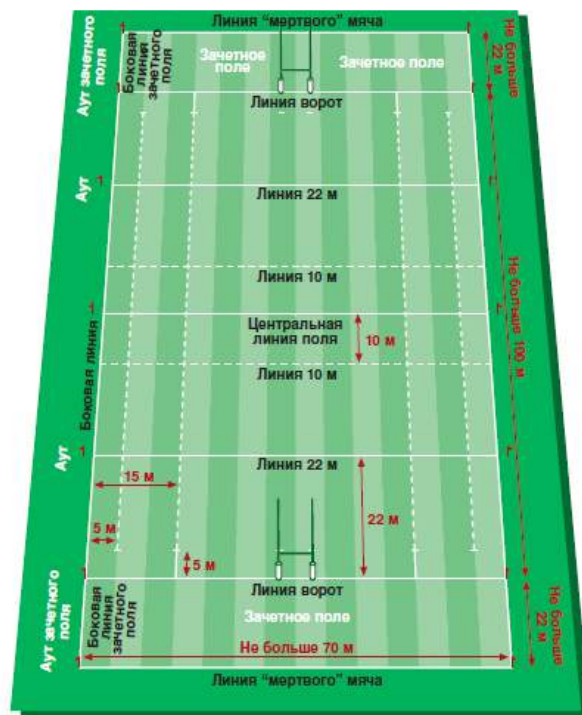 Линия “мертвого” мяча
Аут зачетного
поля
Боковая линия
зачетного
поля
Зачетное
поле
Зачетное поле
Не больше
22 м
Линия ворот
Аут
Линия 22 м
Линия 10 м
Боковая линия
Центральная
линия поля
10 м
Не больше 100 м
Линия 10 м
Аут
Линия 22 м
15 м
22 м
5 м
5 м
Линия ворот
Аут зачетного
поля
Боковая
линия
зачетного
поля
Зачетное поле
Не больше
22 м
Не больше 70 м
Линия “мертвого” мяча